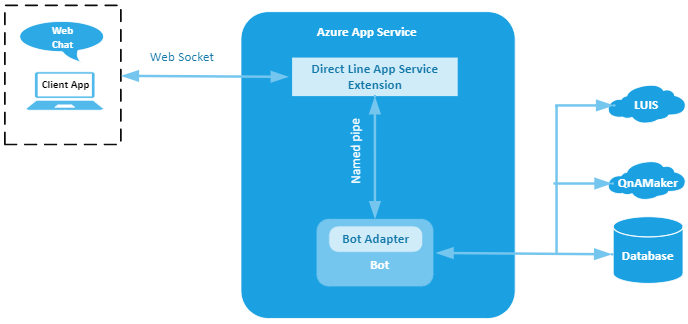 Web
Chat
Client App
Web Socket
Azure App Service
Direct Line App Service
Extension
Named pipe
Bot Adapter
Bot
LUIS
QnAMaker
Database